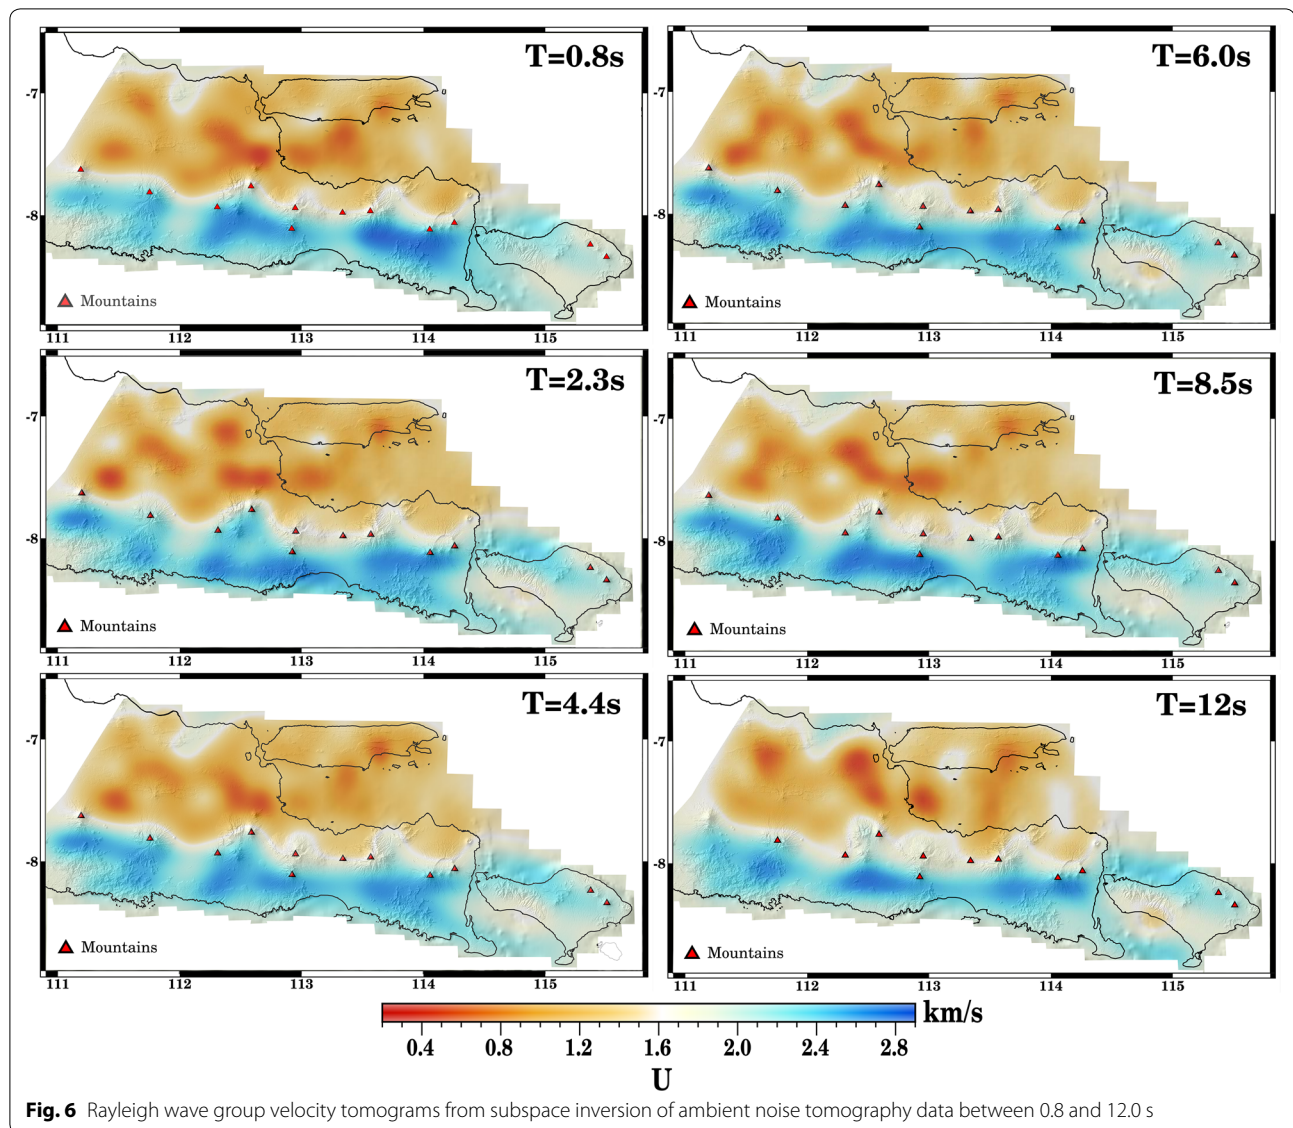 T=0.8s
-7
-8
Mountains
111 112 113 114 115
T=6.0s
-7
-8
Mountains
111 112 113 114 115
T=2.3s
-7
-8
Mountains
111 112 113 114 115
T=8.5s
-7
-8
Mountains
111 112 113 114 115
T=4.4s
-7
-8
Mountains
111 112 113 114 115
T=12s
-7
-8
Mountains
111 112 113 114 115
km/s
0.4 0.8 1.2 1.6 2.0 2.4 2.8
U
Fig. 6 Rayleigh wave group velocity tomograms from subspace inversion of ambient noise tomography data between 0.8 and 12.0 s